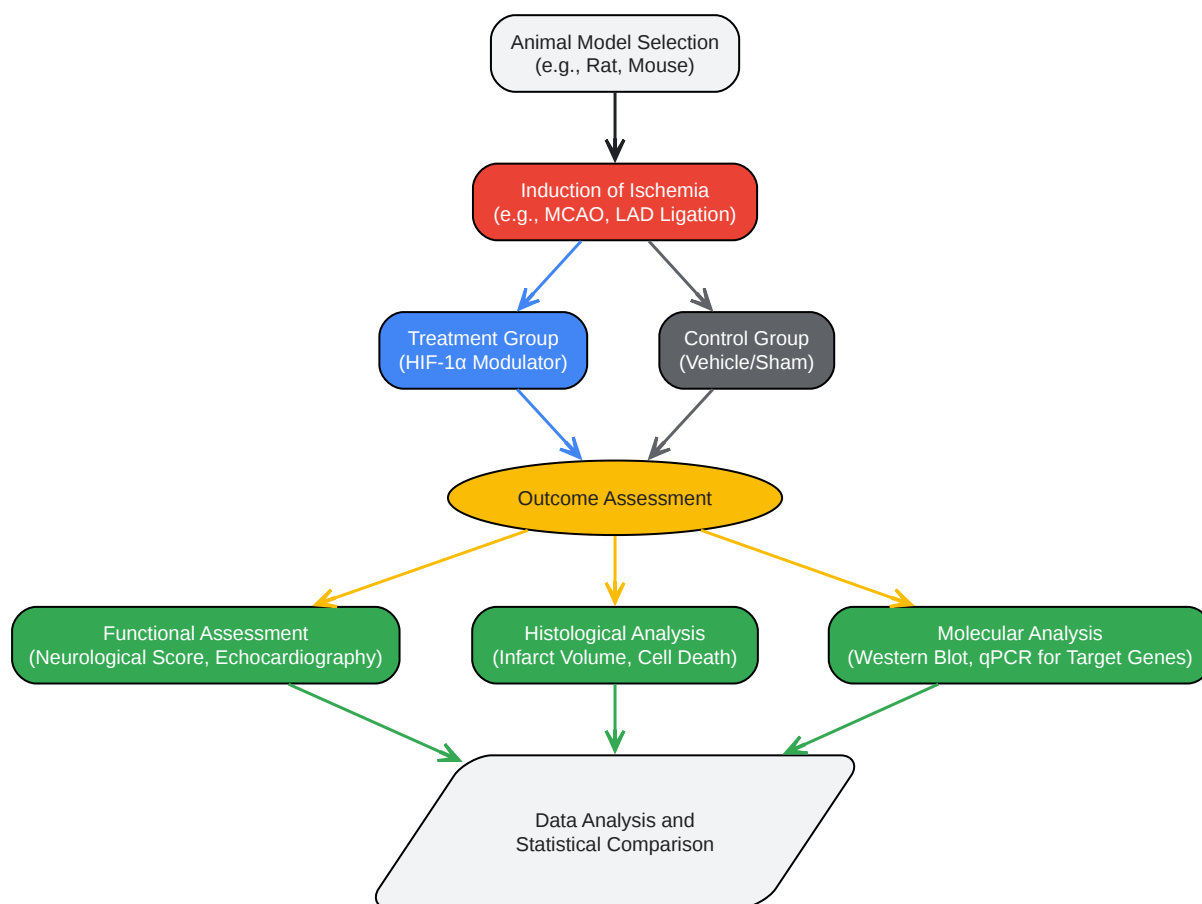 Animal Model Selection
(e.g., Rat, Mouse)
Induction of Ischemia
(e.g., MCAO, LAD Ligation)
Treatment Group
(HIF-1α Modulator)
Control Group
(Vehicle/Sham)
Outcome Assessment
Functional Assessment
(Neurological Score, Echocardiography)
Histological Analysis
(Infarct Volume, Cell Death)
Molecular Analysis
(Western Blot, qPCR for Target Genes)
Data Analysis and
Statistical Comparison